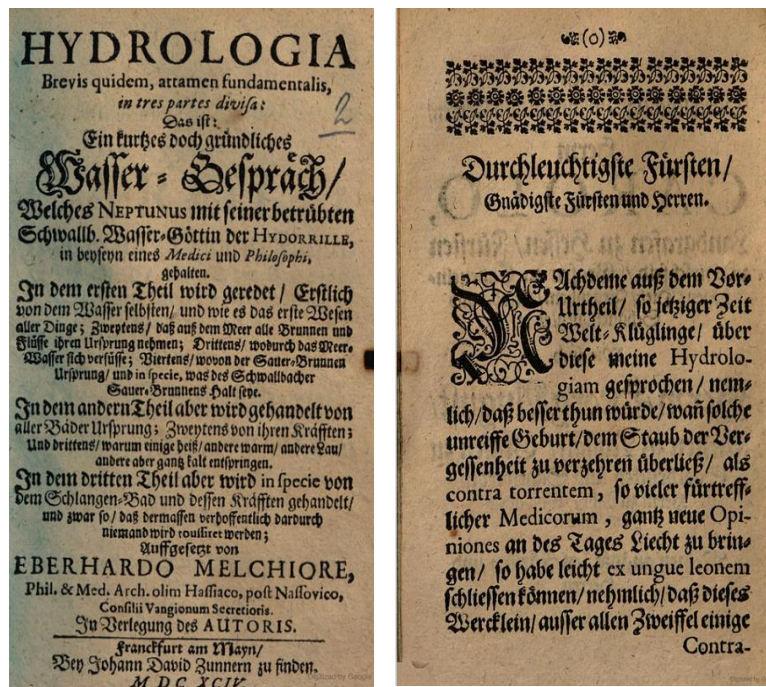 HYDROLOGIA
Brevis quidem, attamen fundamentalis,
in tres partes divisa:
Das ist:
Ein kurtzes doch gründliches
Wasser-Gespräch/
Welches NEPTUNUS mit seiner betrübten
Schwallb. Wasser-Göttin der HYDORRILLE,
in beyseyn eines Medici und Philosophi,
gehalten.
In dem ersten Theil wird geredet / Erstlich
von dem Wasser selbsten/ und wie es das erste Wesen
aller Dinge; Zweytens/ daß auß dem Meer alle Brunnen und
Flüsse ihren Ursprung nehmen; Drittens/ wodurch das Meer-
Wasser sich versüsse; Viertens/ wovon der Sauer-Brunnen
Ursprung/ und in specie, was des Schwallbacher
Sauer-Brunnens Halt seye.
In dem andern Theil aber wird gehandelt von
aller Bäder Ursprung; Zweytens von ihren Kräfften;
Und drittens/ warum einige heiß/ andere warm/ andere Lau/
andere aber gantz kalt entspringen.
In dem dritten Theil aber wird in specie von
dem Schlangen-Bad und dessen Kräfften gehandelt/
und zwar so/ daß dermassen verhoffentlich dardurch
niemand wird toussiret werden;
Auffgesetzt von
EBERHARDO MELCHIORE,
Phil. & Med. Arch. olim Hassiaco, post Nassovico,
Consilii Vangionum Secretioris.
In Verlegung des AUTORIS.
Franckfurt am Mayn/
Bey Johann David Zunnern zu finden.
M D C XCIV.
2
(o)
Durchleuchtigste Fürsten/
Gnädigste Fürsten und Herren.
NAchdeme auß dem Vor-
Urtheil/ so jetziger Zeit
Welt-Klüglinge/ über
diese meine Hydrolo-
giam gesprochen/ nem-
lich/ daß besser thun würde/ wañ solche
unreiffe Geburt/ dem Staub der Ver-
gessenheit zu verzehren überließ/ als
contra torrentem, so vieler fürtreff-
licher Medicorum, gantz neue Opi-
niones an des Tages Liecht zu brin-
gen/ so habe leicht ex ungue leonem
schliessen können/ nehmlich/ daß dieses
Wercklein/ ausser allen Zweiffel einige
Contra-
Digitized by Google